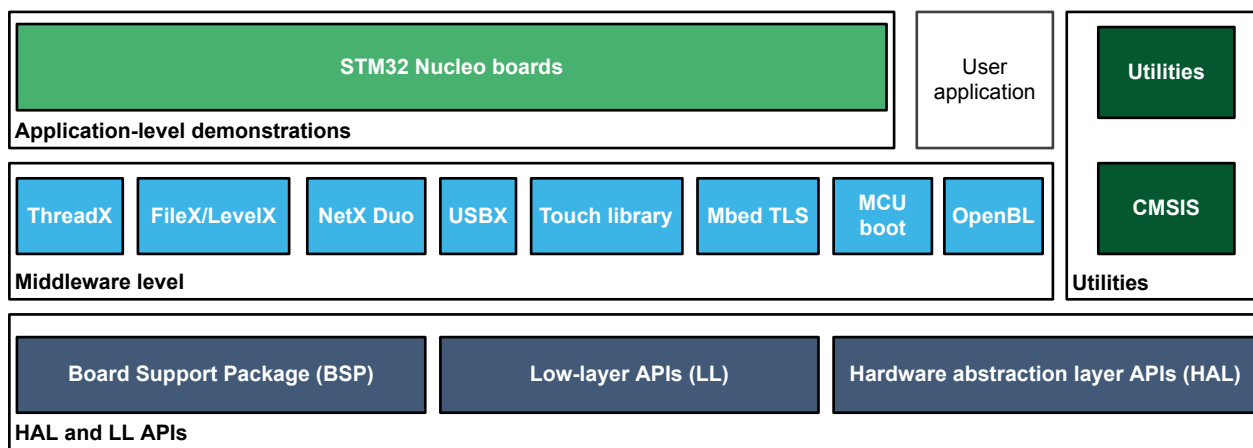 STM32 Nucleo boards
Application-level demonstrations
User
application
Utilities
CMSIS
Utilities
ThreadX
FileX/LevelX
NetX Duo
USBX
Touch library
Mbed TLS
MCU
boot
OpenBL
Middleware level
Board Support Package (BSP)
Low-layer APIs (LL)
Hardware abstraction layer APIs (HAL)
HAL and LL APIs